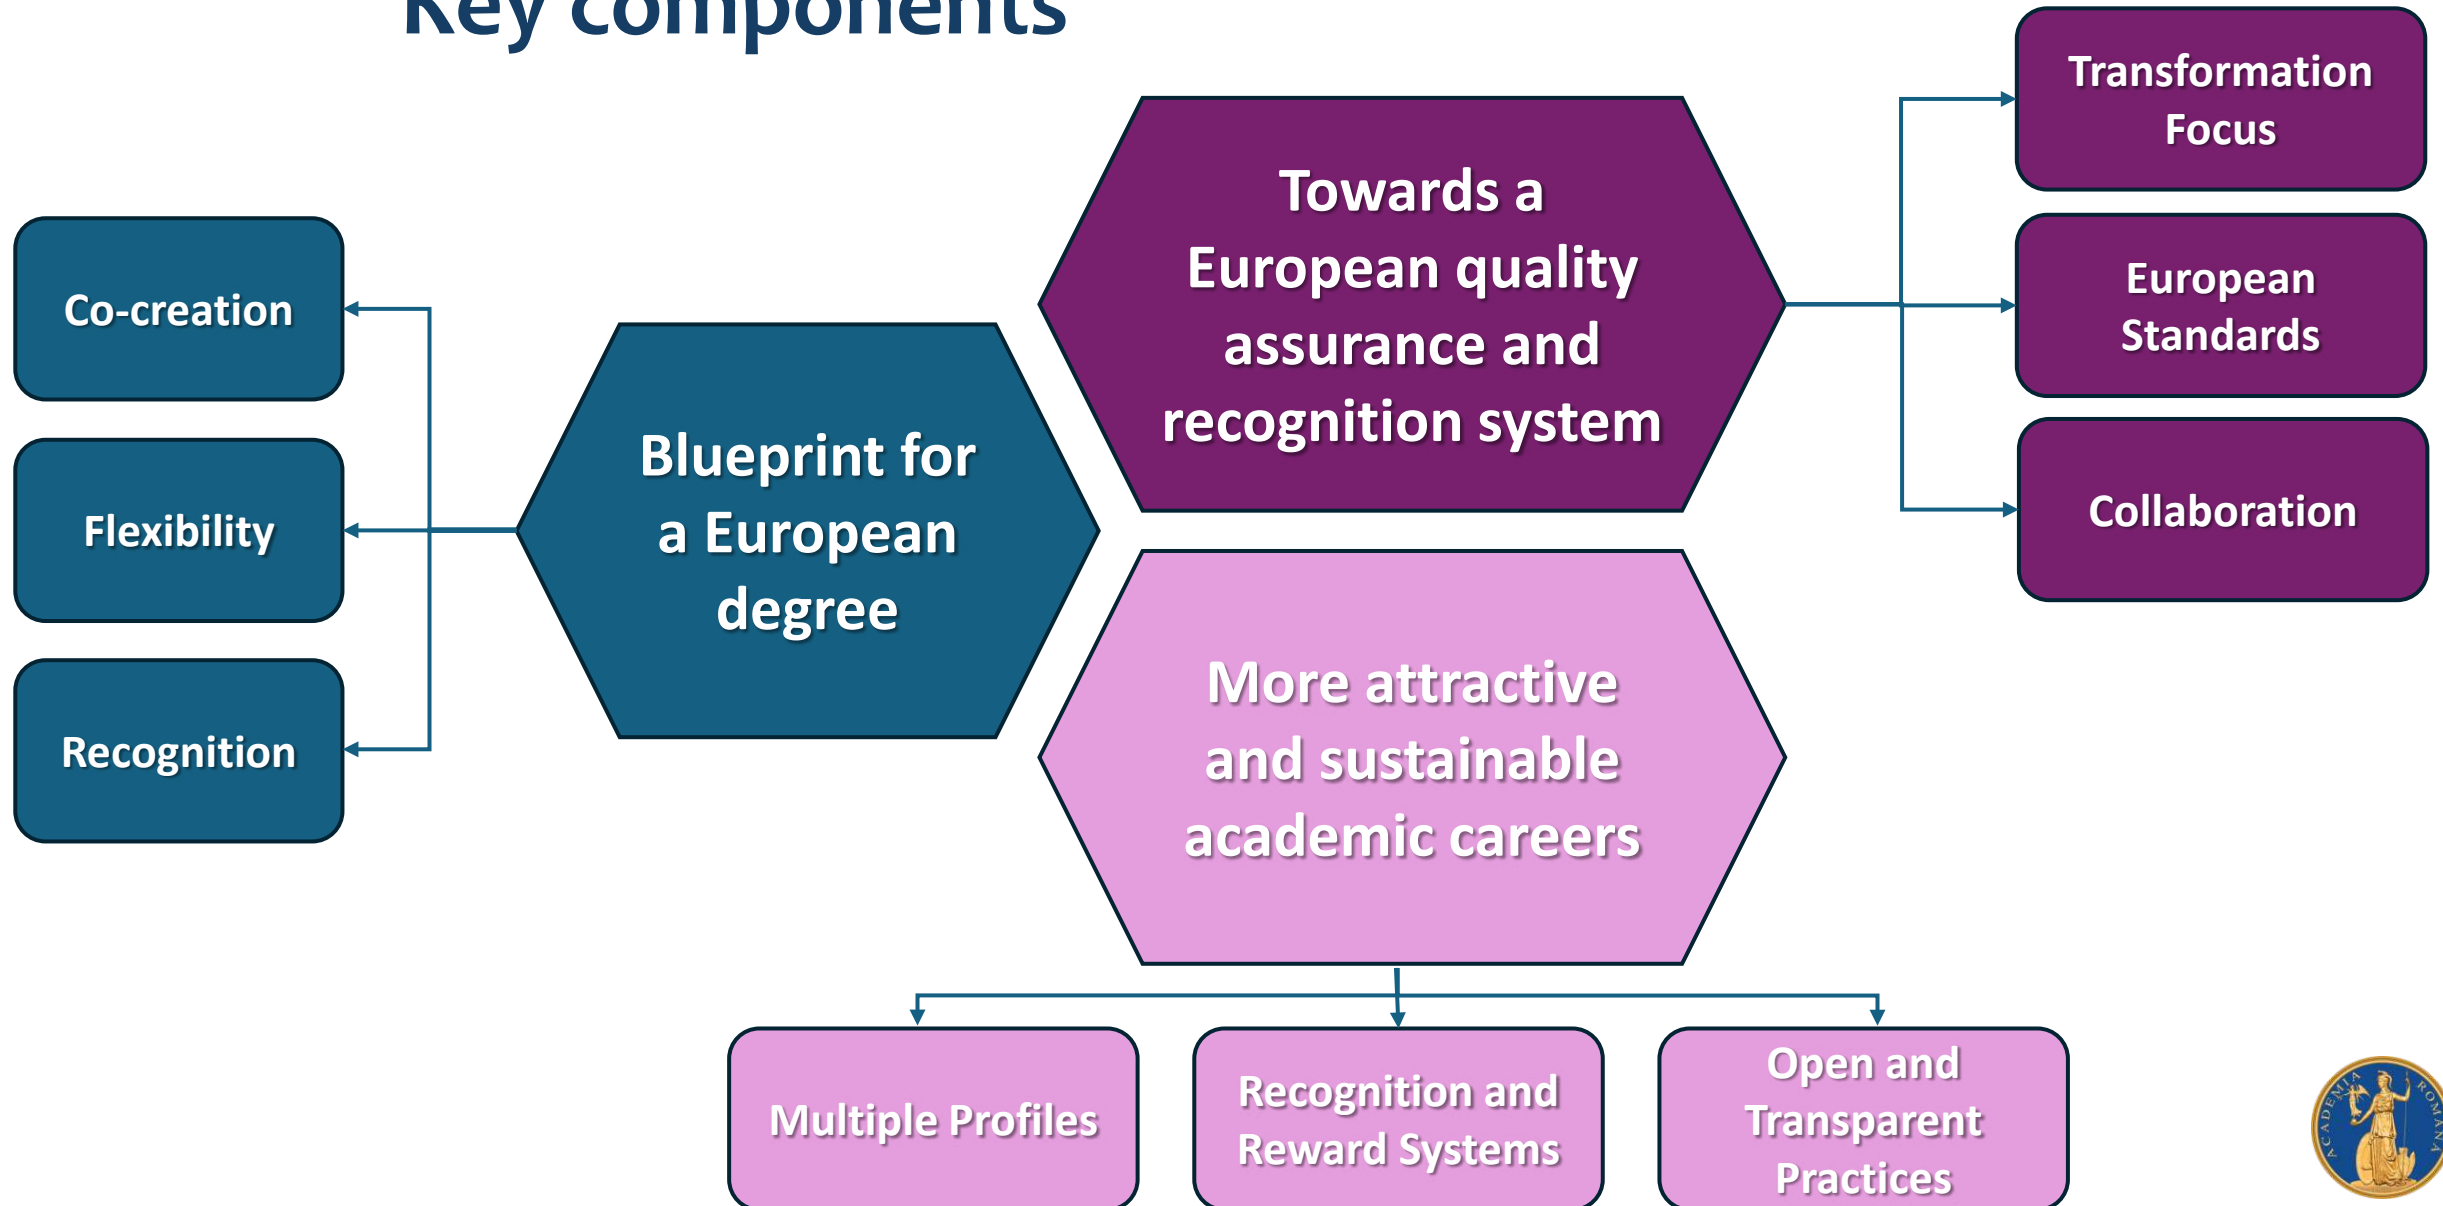 Key components
Co-creation
Flexibility
Recognition
Blueprint for
a European
degree
Towards a
European quality
assurance and
recognition system
Transformation
Focus
European
Standards
Collaboration
More attractive
and sustainable
academic careers
Multiple Profiles
Recognition and
Reward Systems
Open and
Transparent
Practices
ACADEMIA ROMANA